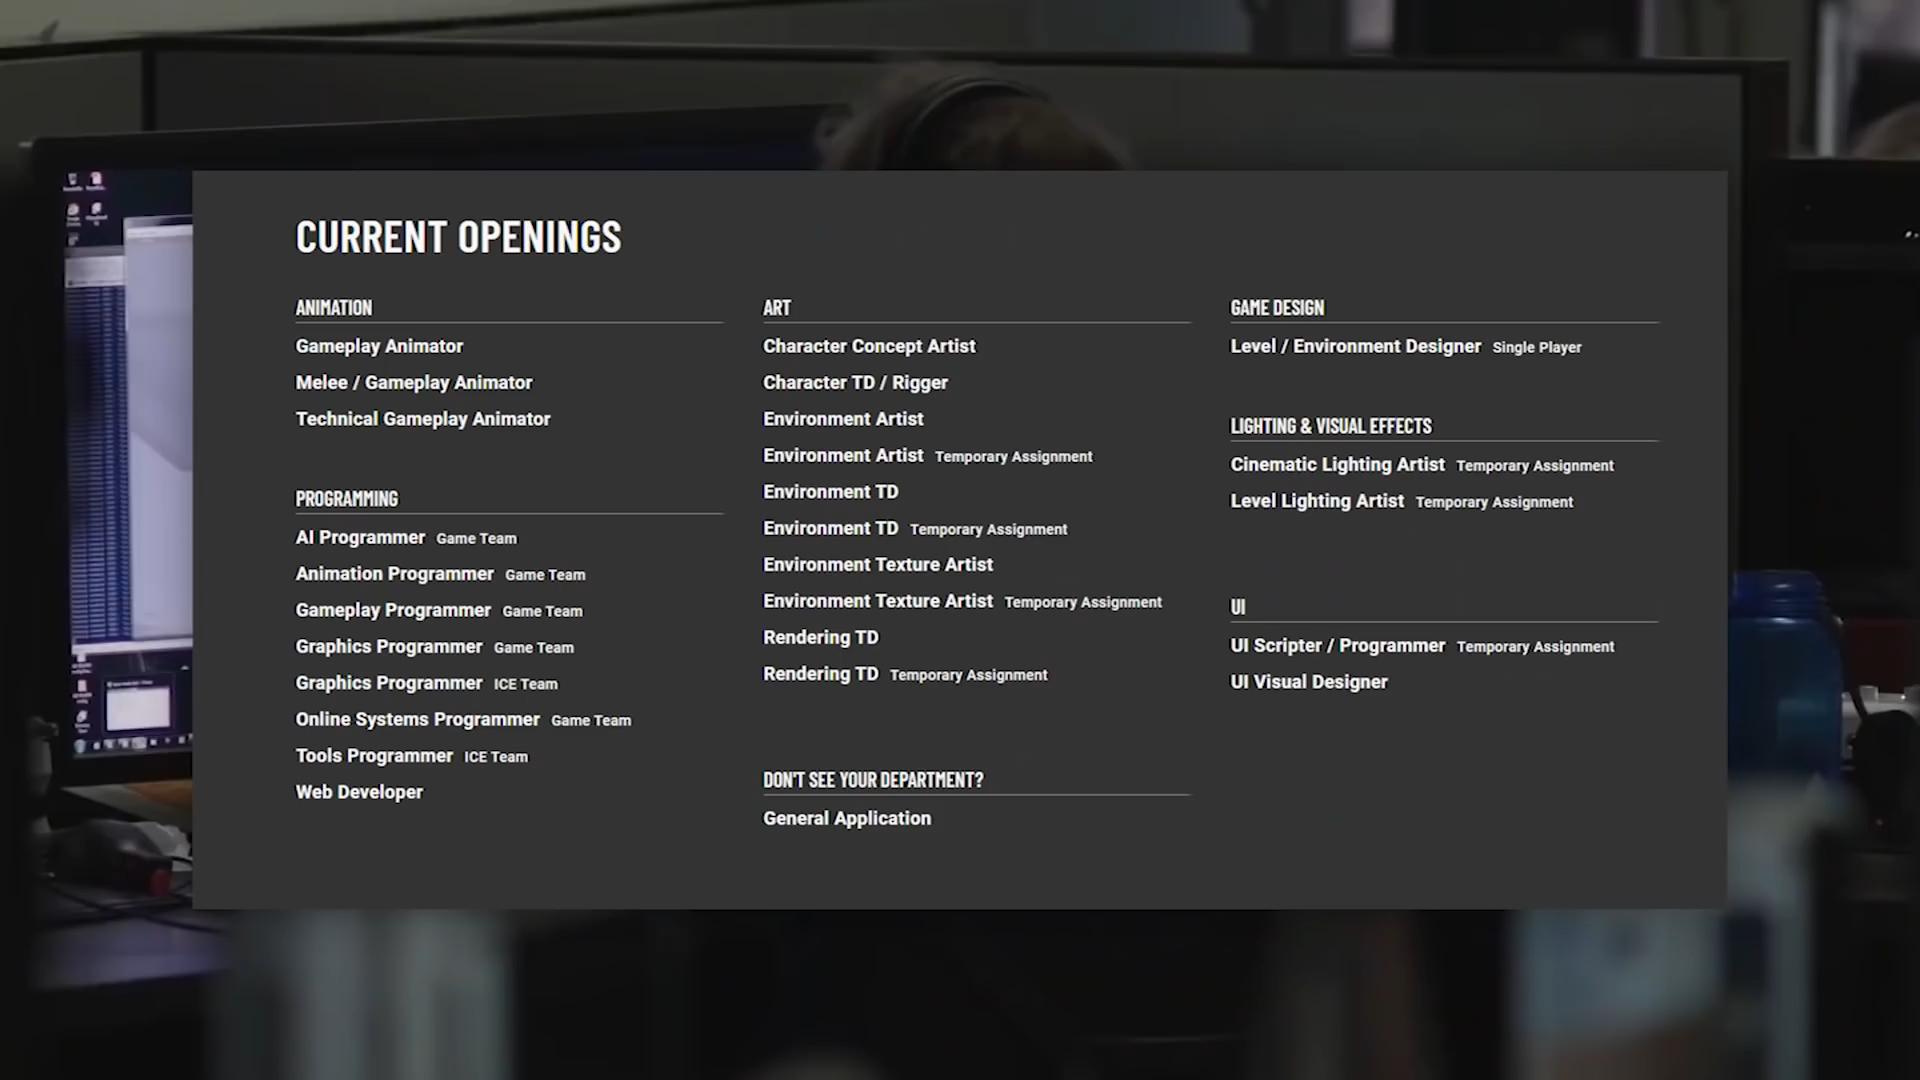 CURRENT OPENINGS
ANIMATION
Gameplay Animator
Melee / Gameplay Animator
Technical Gameplay Animator
PROGRAMMING
AI Programmer Game Team
Animation Programmer Game Team
Gameplay Programmer Game Team
Graphics Programmer Game Team
Graphics Programmer ICE Team
Online Systems Programmer Game Team
Tools Programmer ICE Team
Web Developer
ART
Character Concept Artist
Character TD / Rigger
Environment Artist
Environment Artist Temporary Assignment
Environment TD
Environment TD Temporary Assignment
Environment Texture Artist
Environment Texture Artist Temporary Assignment
Rendering TD
Rendering TD Temporary Assignment
DON'T SEE YOUR DEPARTMENT?
General Application
GAME DESIGN
Level / Environment Designer Single Player
LIGHTING & VISUAL EFFECTS
Cinematic Lighting Artist Temporary Assignment
Level Lighting Artist Temporary Assignment
UI
UI Scripter / Programmer Temporary Assignment
UI Visual Designer